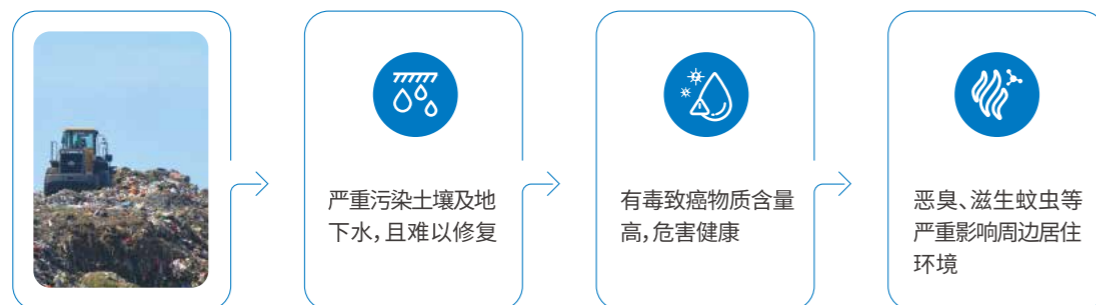 严重污染土壤及地
下水，且难以修复
有毒致癌物质含量
高，危害健康
恶臭、滋生蚊虫等
严重影响周边居住
环境